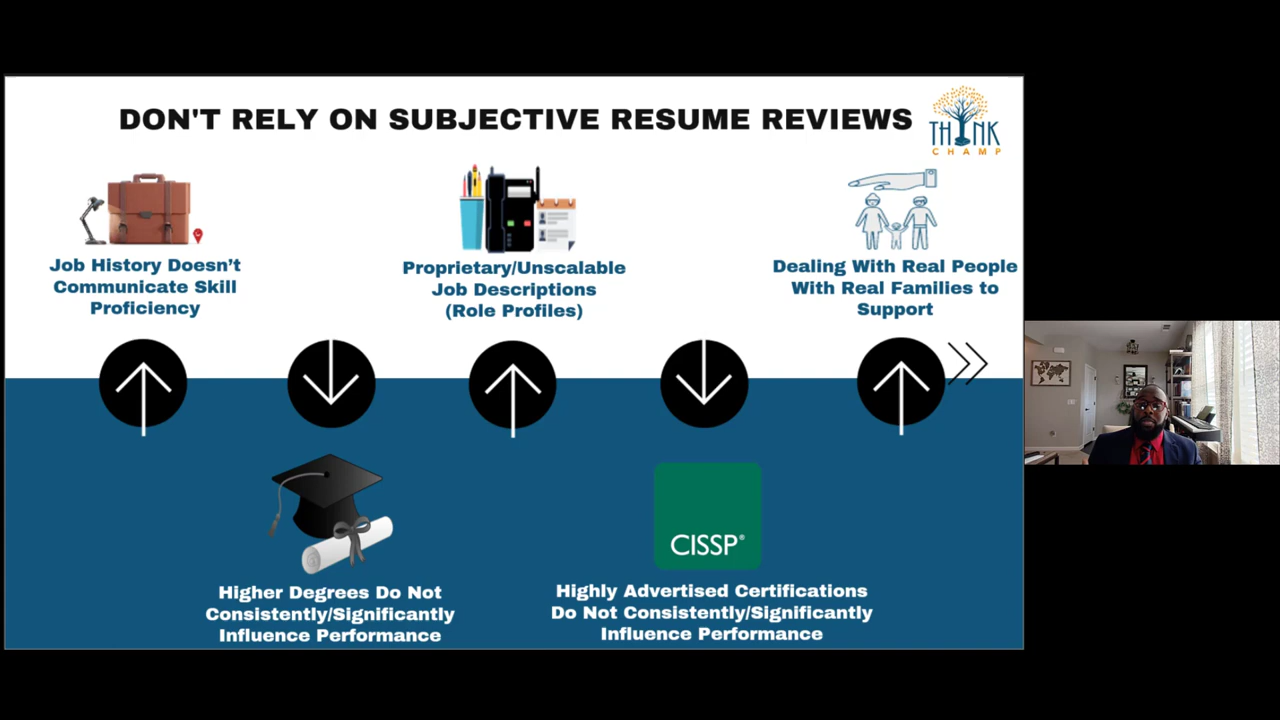 DON'T RELY ON SUBJECTIVE RESUME REVIEWS
THINK
CHAMP
Job History Doesn’t
Communicate Skill
Proficiency
Proprietary/Unscalable
Job Descriptions
(Role Profiles)
Dealing With Real People
With Real Families to
Support
CISSP®
Higher Degrees Do Not
Consistently/Significantly
Influence Performance
Highly Advertised Certifications
Do Not Consistently/Significantly
Influence Performance